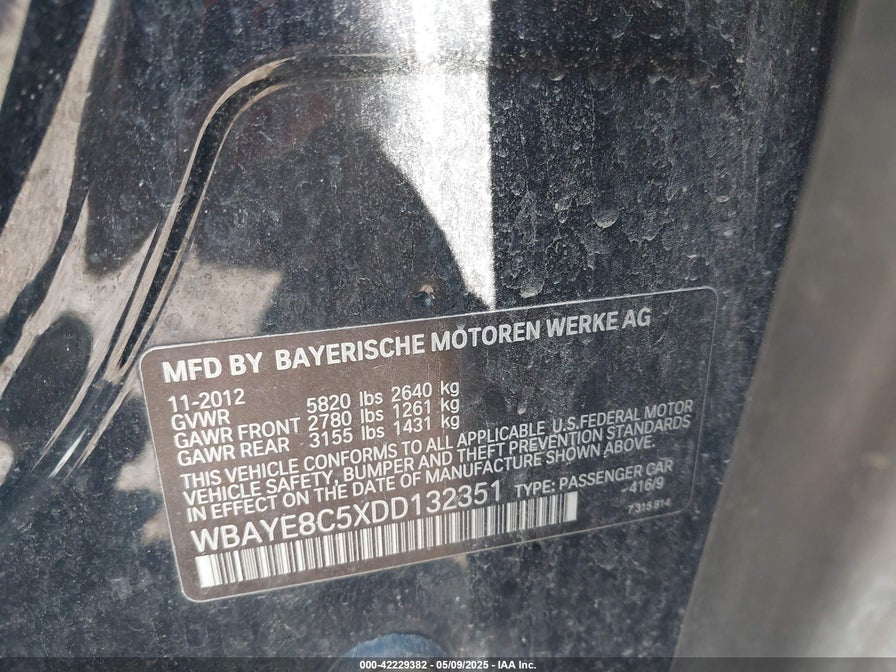 MFD BY BAYERISCHE MOTOREN WERKE AG
11-2012
GVWR 5820 lbs 2640 kg
GAWR FRONT 2780 lbs 1261 kg
GAWR REAR 3155 lbs 1431 kg
THIS VEHICLE CONFORMS TO ALL APPLICABLE U.S.FEDERAL MOTOR
VEHICLE SAFETY, BUMPER AND THEFT PREVENTION STANDARDS
IN EFFECT ON THE DATE OF MANUFACTURE SHOWN ABOVE.
WBAYE8C5XDD132351 TYPE: PASSENGER CAR
-416/9
7315 814
000-42229382 - 05/09/2025 - IAA Inc.